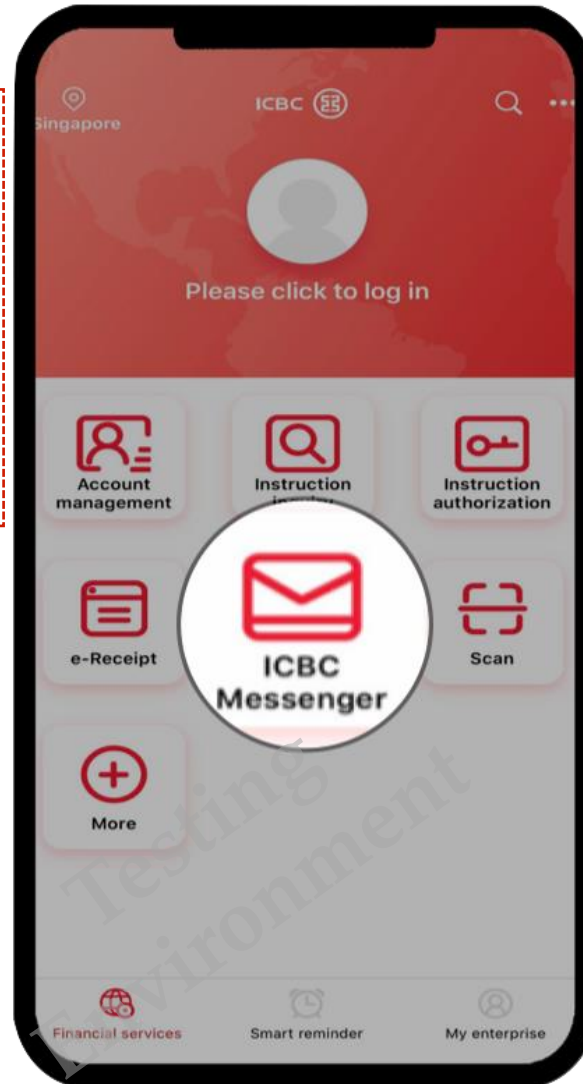 Singapore
ICBC
Please click to log in
Account
management
Instruction
inquiry
Instruction
authorization
e-Receipt
ICBC
Messenger
Scan
More
Testing
Environment
Financial services
Smart reminder
My enterprise